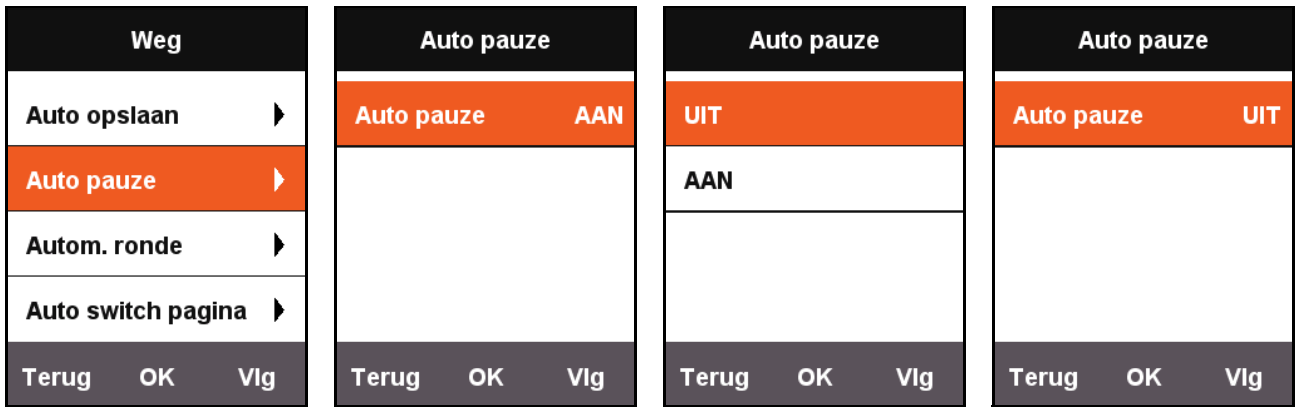 Weg
Auto opslaan
Auto pauze
Autom. ronde
Auto switch pagina
Terug OK Vlg
Auto pauze
Auto pauze AAN
Terug OK Vlg
Auto pauze
UIT
AAN
Terug OK Vlg
Auto pauze
Auto pauze UIT
Terug OK Vlg